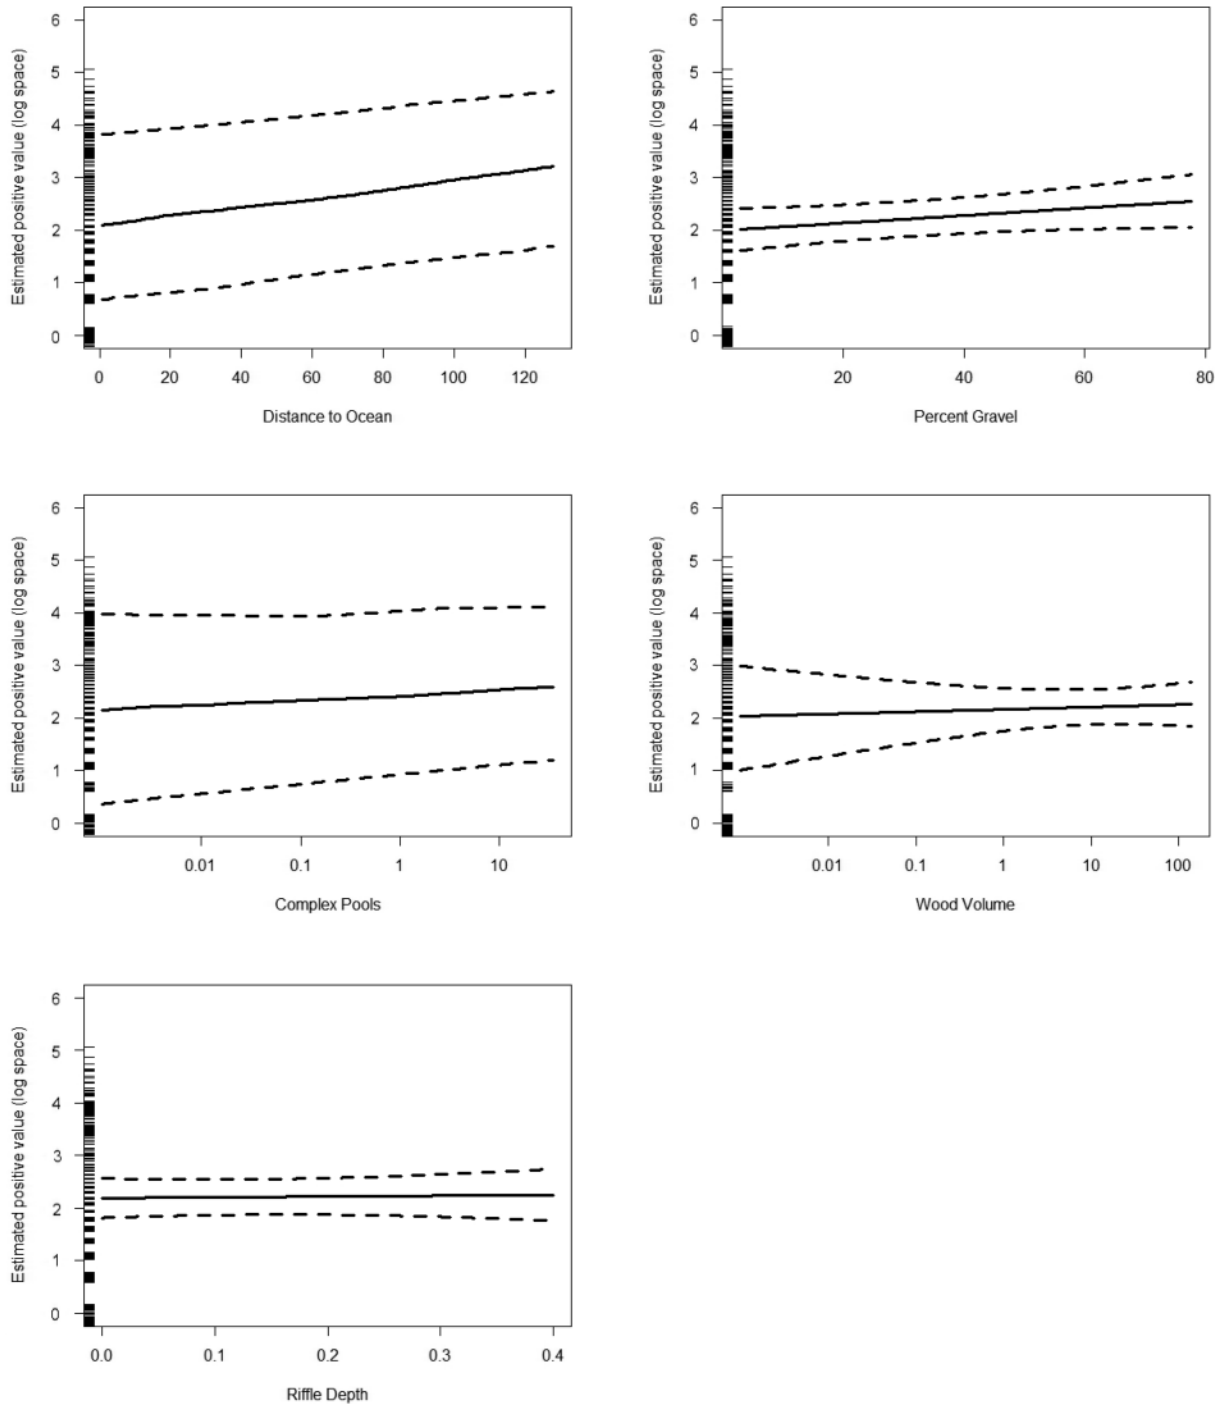 Estimated positive value (log space)
6
5
4
3
2
1
0
0 20 40 60 80 100 120
Distance to Ocean
Estimated positive value (log space)
6
5
4
3
2
1
0
20 40 60 80
Percent Gravel
Estimated positive value (log space)
6
5
4
3
2
1
0
0.01 0.1 1 10
Complex Pools
Estimated positive value (log space)
6
5
4
3
2
1
0
0.01 0.1 1 10 100
Wood Volume
Estimated positive value (log space)
6
5
4
3
2
1
0
0.0 0.1 0.2 0.3 0.4
Riffle Depth